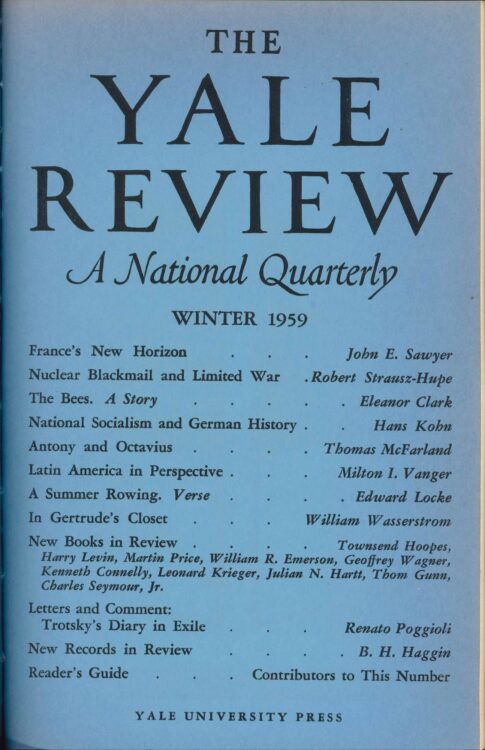 THE
YALE
REVIEW
A National Quarterly
WINTER 1959
France's New Horizon . . . John E. Sawyer
Nuclear Blackmail and Limited War . Robert Strausz-Hupe
The Bees. A Story . . . . . Eleanor Clark
National Socialism and German History . . Hans Kohn
Antony and Octavius . . . . Thomas McFarland
Latin America in Perspective . . . Milton I. Vanger
A Summer Rowing. Verse . . . . Edward Locke
In Gertrude's Closet . . . William Wasserstrom
New Books in Review . . . . Townsend Hoopes,
Harry Levin, Martin Price, William R. Emerson, Geoffrey Wagner,
Kenneth Connelly, Leonard Krieger, Julian N. Hartt, Thom Gunn,
Charles Seymour, Jr.
Letters and Comment:
Trotsky's Diary in Exile . . . Renato Poggioli
New Records in Review . . . B. H. Haggin
Reader's Guide . . . Contributors to This Number
YALE UNIVERSITY PRESS